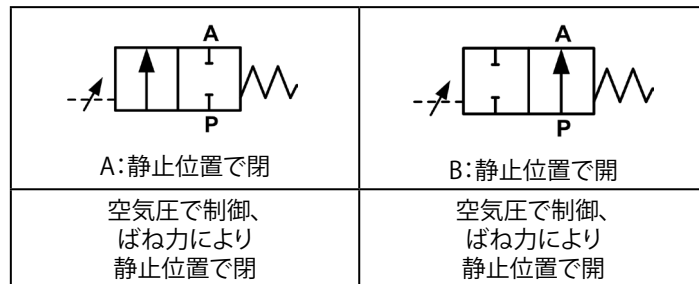 A
P
A:静止位置で閉
A
P
B:静止位置で開
空気圧で制御、
ばね力により
静止位置で閉
空気圧で制御、
ばね力により
静止位置で開